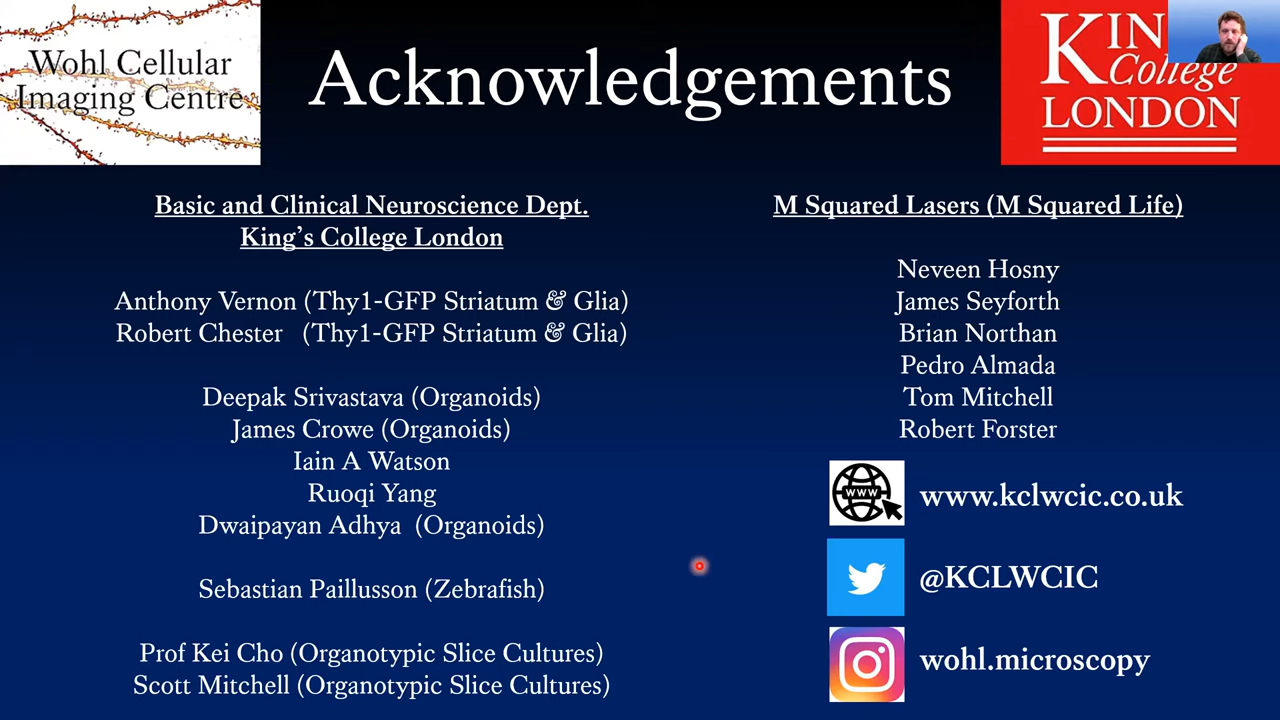 Wohl Cellular
Imaging Centre
Acknowledgements
KIN
College
LONDON
Basic and Clinical Neuroscience Dept.
King's College London
Anthony Vernon (Thy1-GFP Striatum & Glia)
Robert Chester (Thy1-GFP Striatum & Glia)
Deepak Srivastava (Organoids)
James Crowe (Organoids)
Iain A Watson
Ruoqi Yang
Dwaipayan Adhya (Organoids)
Sebastian Paillusson (Zebrafish)
Prof Kei Cho (Organotypic Slice Cultures)
Scott Mitchell (Organotypic Slice Cultures)
M Squared Lasers (M Squared Life)
Neveen Hosny
James Seyforth
Brian Northan
Pedro Almada
Tom Mitchell
Robert Forster
www
www.kclwcic.co.uk
@KCLWCIC
wohl.microscopy